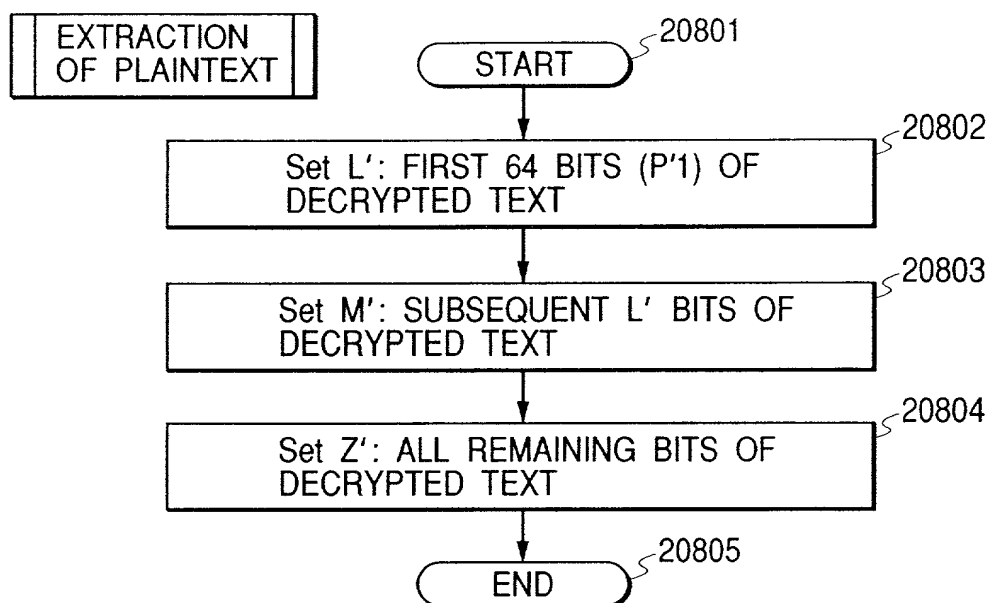 EXTRACTION
OF PLAINTEXT
START
20801
20802
Set L′: FIRST 64 BITS (P′1) OF
DECRYPTED TEXT
20803
Set M′: SUBSEQUENT L′ BITS OF
DECRYPTED TEXT
20804
Set Z′: ALL REMAINING BITS OF
DECRYPTED TEXT
20805
END